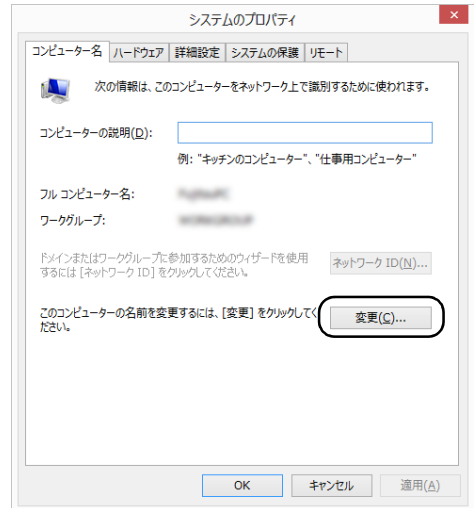 システムのプロパティ
コンピューター名 ハードウェア 詳細設定 システムの保護 リモート
次の情報は、このコンピューターをネットワーク上で識別するために使われます。
コンピューターの説明(D):
例: "キッチンのコンピューター"、"仕事用コンピューター"
フル コンピューター名:
ワークグループ:
ドメインまたはワークグループに参加するためのウィザードを使用
するには [ネットワーク ID] をクリックしてください。
ネットワーク ID(N)...
このコンピューターの名前を変更するには、[変更] をクリックしてく
ださい。
変更(C)...
OK キャンセル 適用(A)